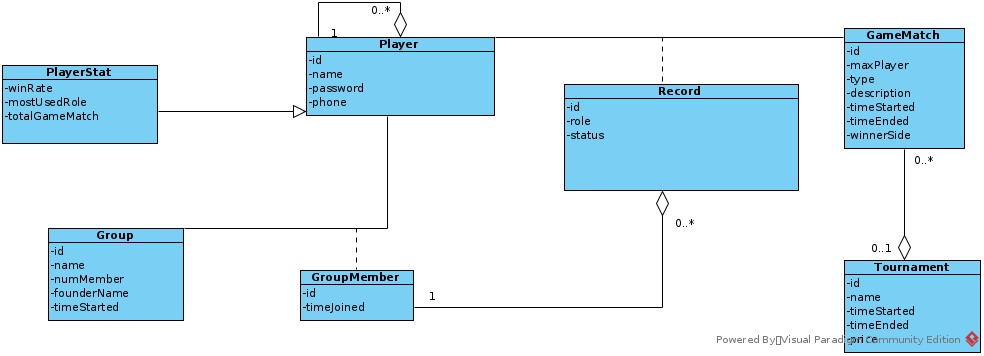 0..*
1
Player
-id
-name
-password
-phone
GameMatch
-id
-maxPlayer
-type
-description
-timeStarted
-timeEnded
-winnerSide
PlayerStat
-winRate
-mostUsedRole
-totalGameMatch
Record
-id
-role
-status
0..*
0..*
0..1
Group
-id
-name
-numMember
-founderName
-timeStarted
GroupMember
-id
-timeJoined
1
Tournament
-id
-name
-timeStarted
-timeEnded
-price
Powered By Visual Paradigm Community Edition